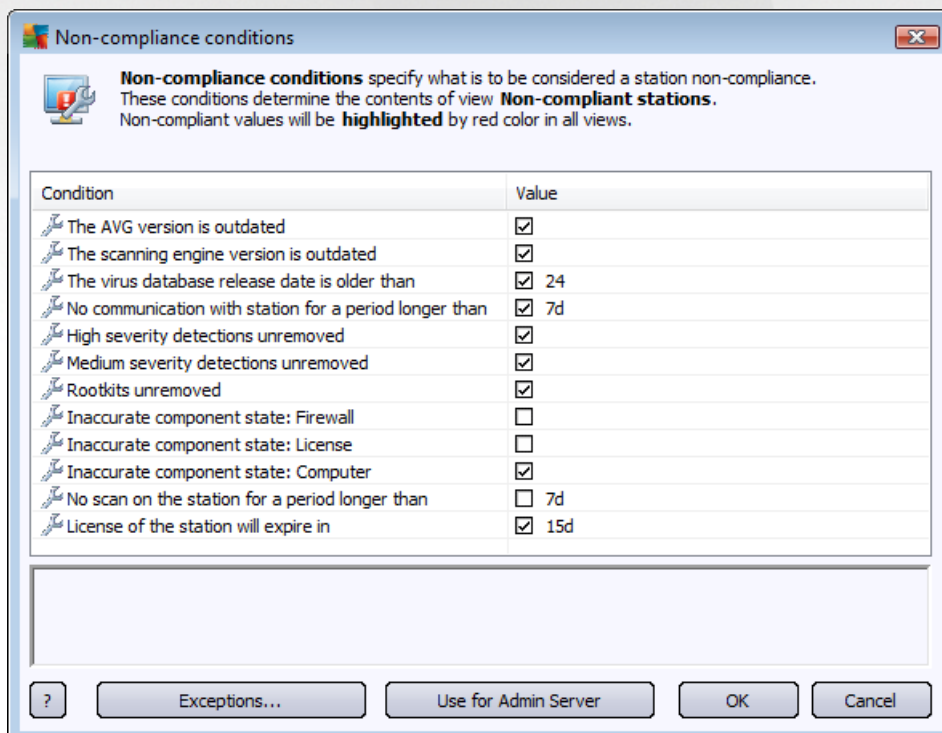 Non-compliance conditions
Non-compliance conditions specify what is to be considered a station non-compliance.
These conditions determine the contents of view Non-compliant stations.
Non-compliant values will be highlighted by red color in all views.
Condition Value
The AVG version is outdated
The scanning engine version is outdated
The virus database release date is older than 24
No communication with station for a period longer than 7d
High severity detections unremoved
Medium severity detections unremoved
Rootkits unremoved
Inaccurate component state: Firewall
Inaccurate component state: License
Inaccurate component state: Computer
No scan on the station for a period longer than 7d
License of the station will expire in 15d
? Exceptions... Use for Admin Server OK Cancel